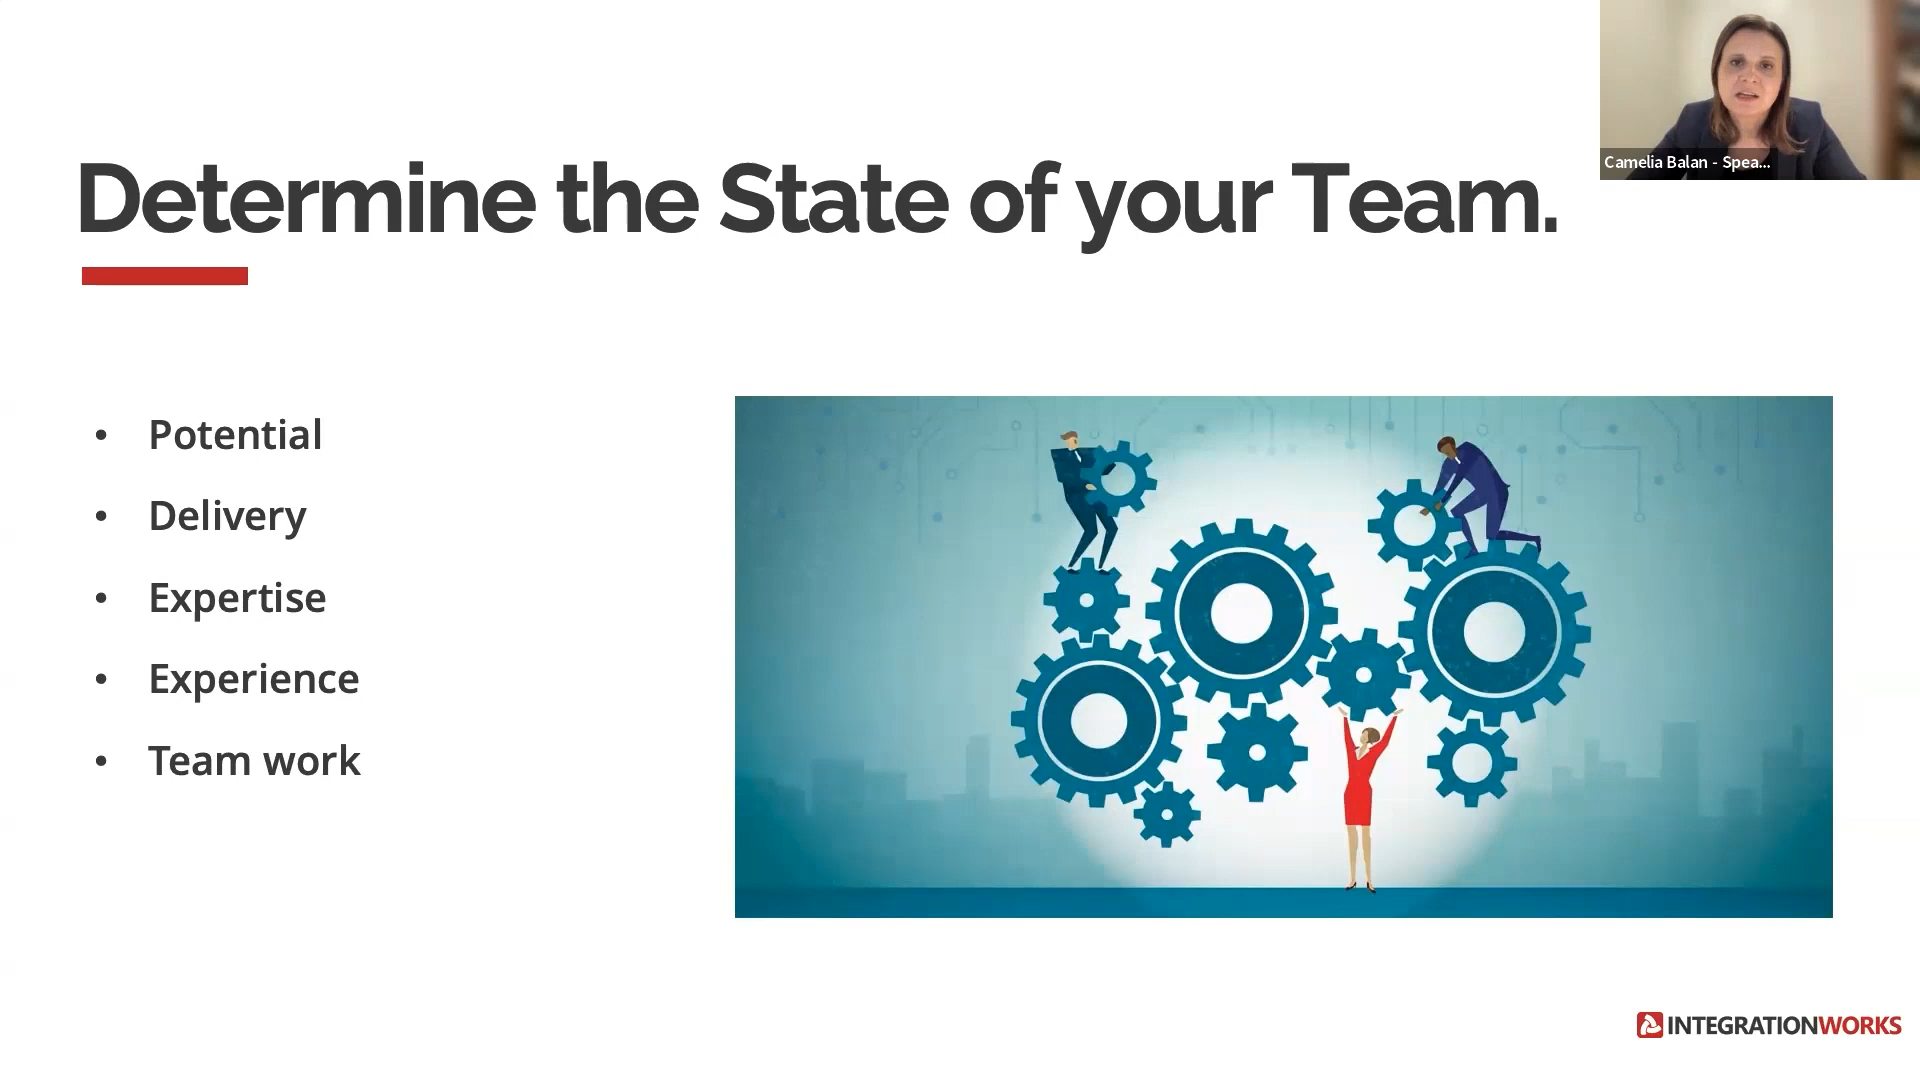 Camelia Balan - Spea...
Determine the State of your Team.
• Potential
• Delivery
• Expertise
• Experience
• Team work
INTEGRATIONWORKS